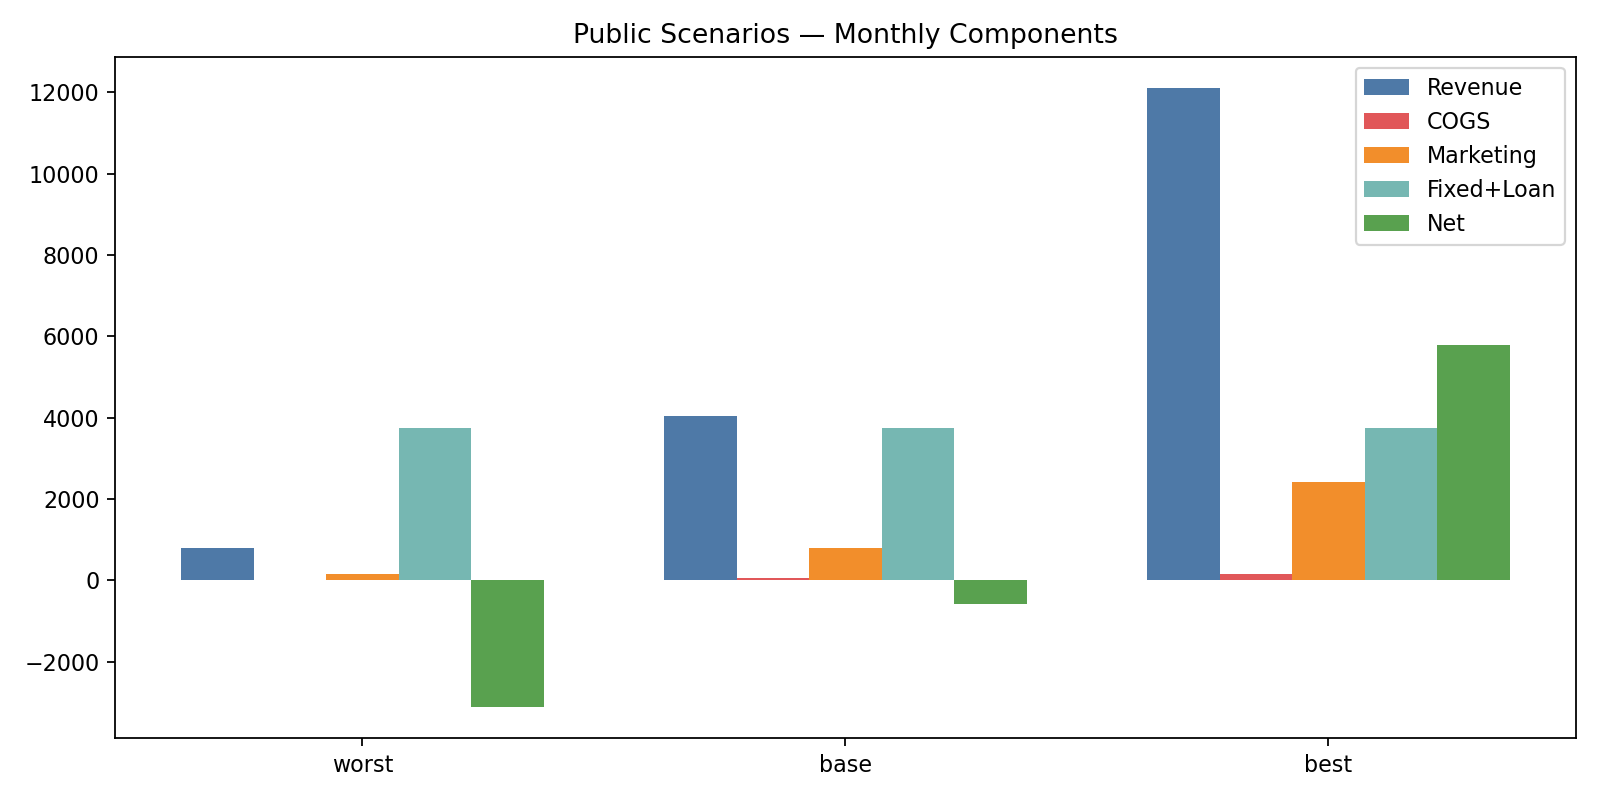 Public Scenarios — Monthly Components
12000
10000
8000
6000
4000
2000
0
−2000
Revenue
COGS
Marketing
Fixed+Loan
Net
worst
base
best